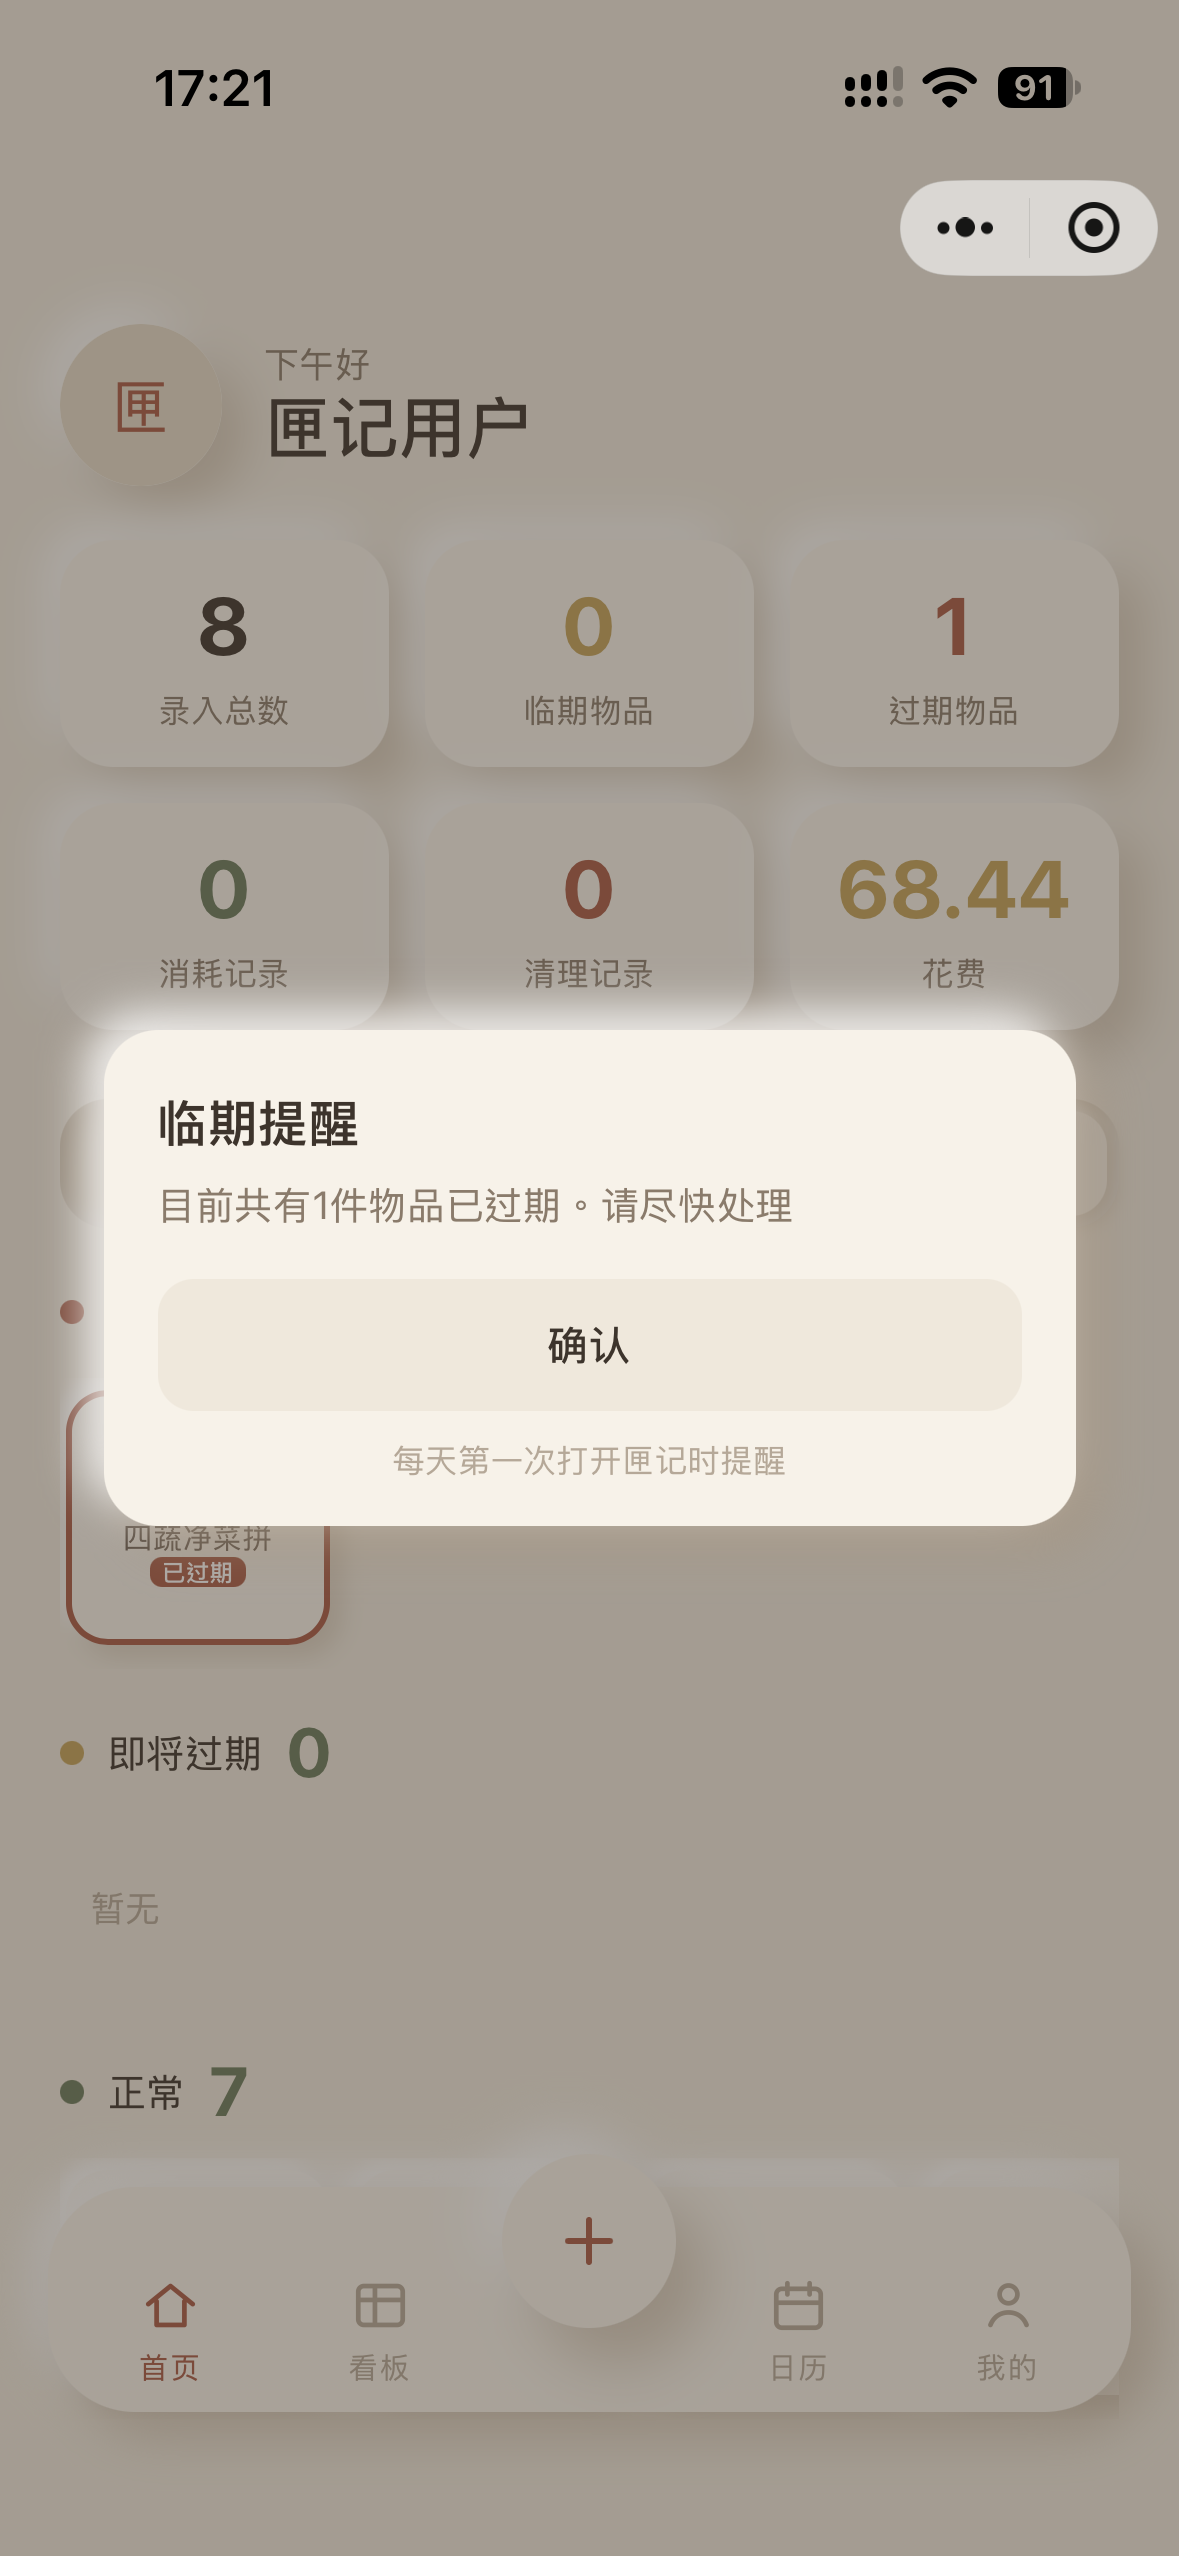 17:21
91
匣
下午好
匣记用户
8
录入总数
0
临期物品
1
过期物品
0
消耗记录
0
清理记录
68.44
花费
临期提醒
目前共有1件物品已过期。请尽快处理
确认
每天第一次打开匣记时提醒
四蔬净菜拼
已过期
即将过期 0
暂无
正常 7
首页
看板
日历
我的